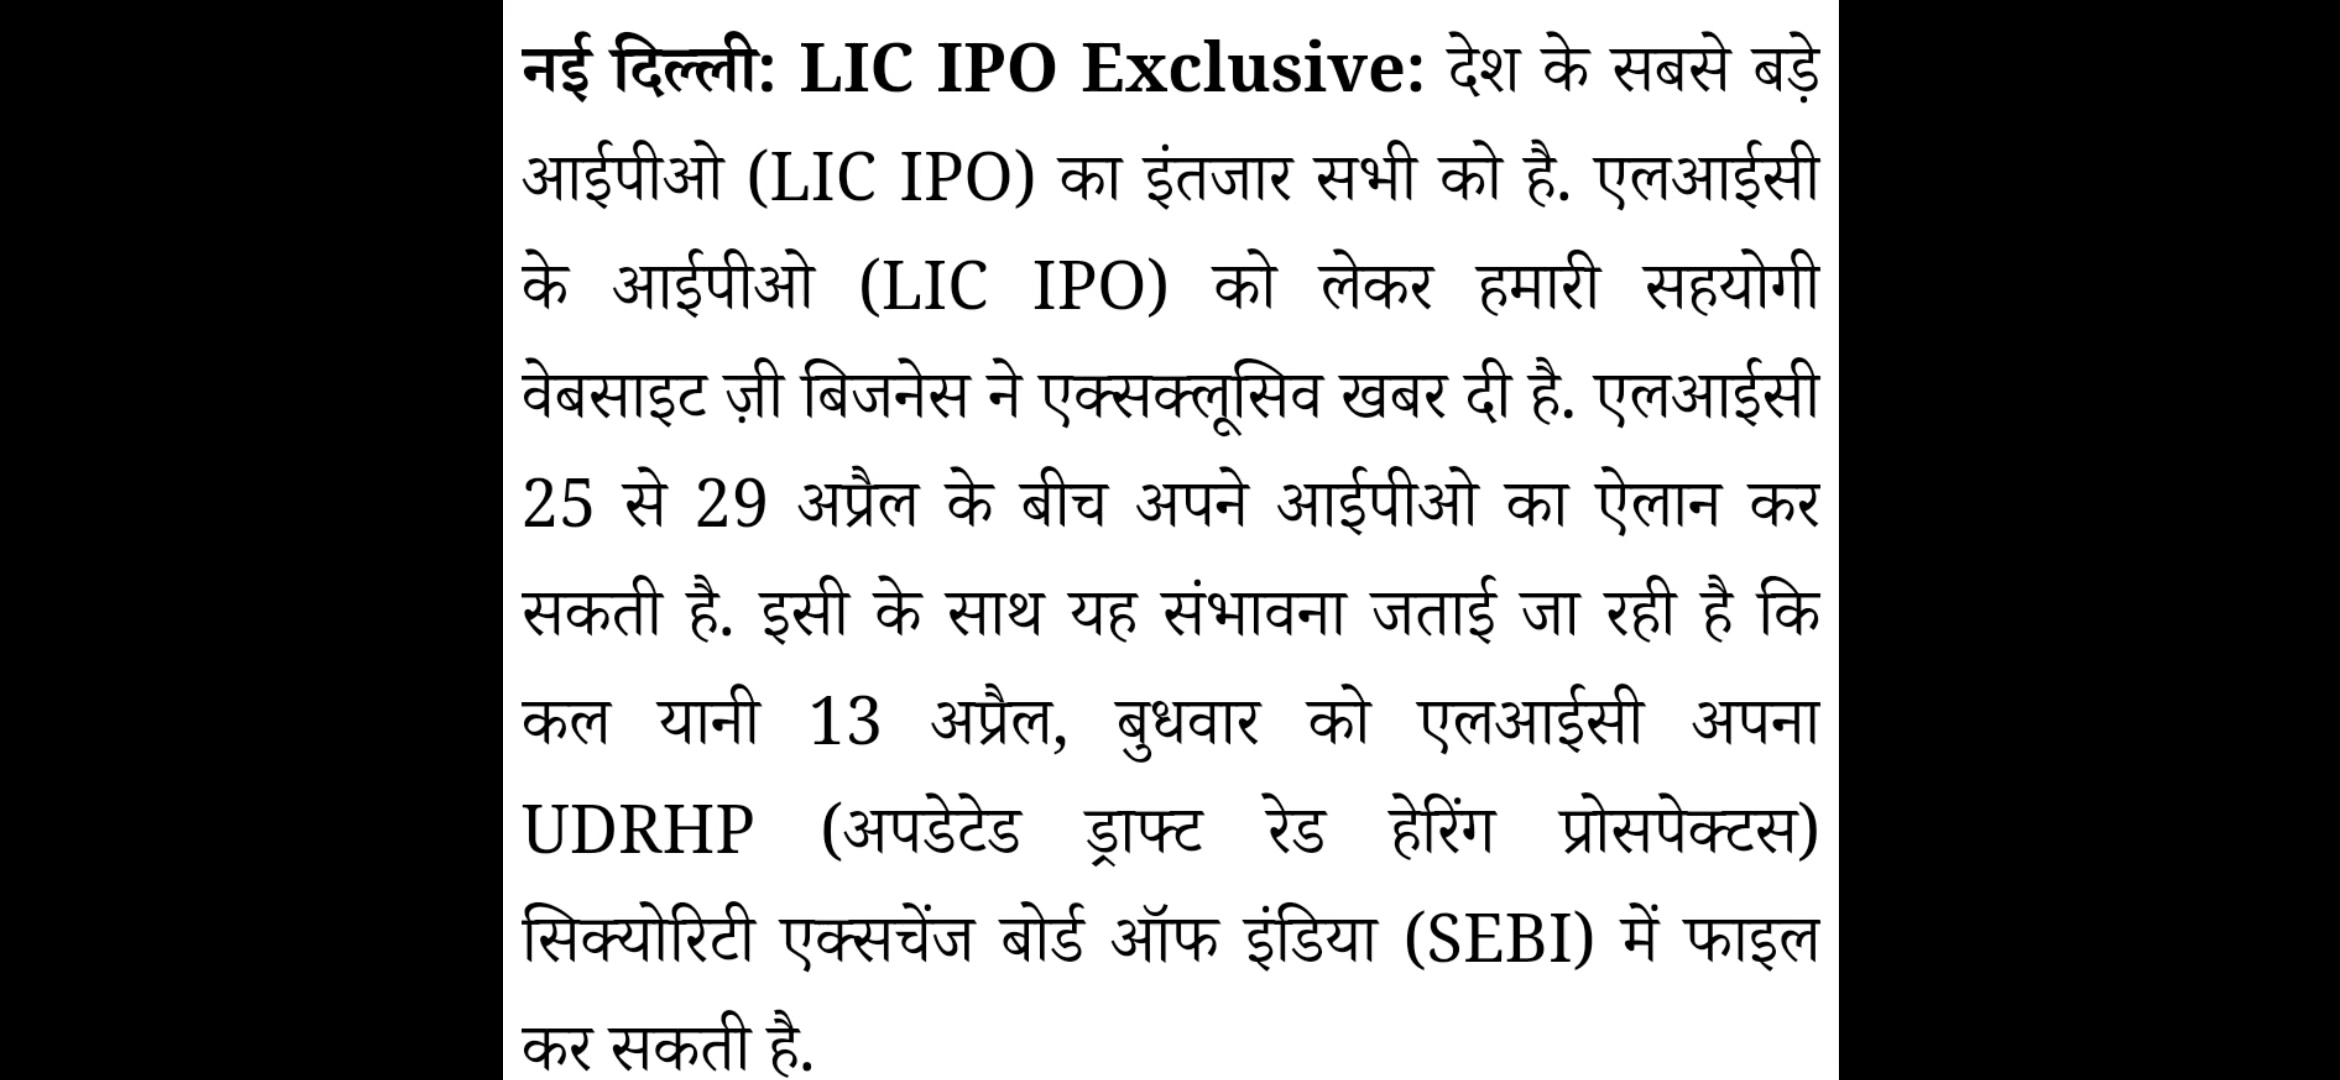 नई दिल्ली: LIC IPO Exclusive: देश के सबसे बड़े
आईपीओ (LIC IPO) का इंतजार सभी को है. एलआईसी
के आईपीओ (LIC IPO) को लेकर हमारी सहयोगी
वेबसाइट ज़ी बिजनेस ने एक्सक्लूसिव खबर दी है. एलआईसी
25 से 29 अप्रैल के बीच अपने आईपीओ का ऐलान कर
सकती है. इसी के साथ यह संभावना जताई जा रही है कि
कल यानी 13 अप्रैल, बुधवार को एलआईसी अपना
UDRHP (अपडेटेड ड्राफ्ट रेड हेरिंग प्रोसपेक्टस)
सिक्योरिटी एक्सचेंज बोर्ड ऑफ इंडिया (SEBI) में फाइल
कर सकती है.